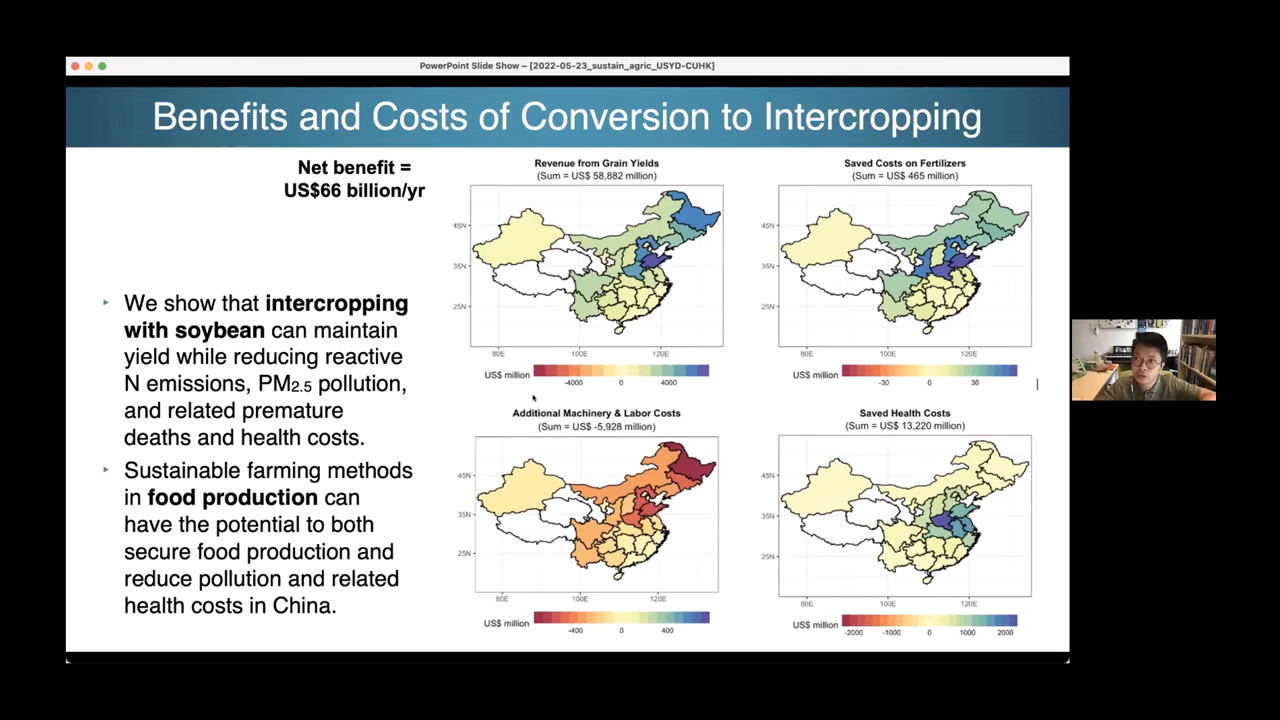 PowerPoint Slide Show – [2022-05-23_sustain_agric_USYD-CUHK]
Benefits and Costs of Conversion to Intercropping
Net benefit =
US$66 billion/yr
We show that intercropping
with soybean can maintain
yield while reducing reactive
N emissions, PM2.5 pollution,
and related premature
deaths and health costs.
Sustainable farming methods
in food production can
have the potential to both
secure food production and
reduce pollution and related
health costs in China.
Revenue from Grain Yields
(Sum = US$ 58,882 million)
45N
35N
25N
80E 100E 120E
US$ million
-4000 0 4000
Saved Costs on Fertilizers
(Sum = US$ 465 million)
45N
35N
25N
80E 100E 120E
US$ million
-30 0 30
Additional Machinery & Labor Costs
(Sum = US$ -5,928 million)
45N
35N
25N
80E 100E 120E
US$ million
-400 0 400
Saved Health Costs
(Sum = US$ 13,220 million)
45N
35N
25N
80E 100E 120E
US$ million
-2000 -1000 0 1000 2000